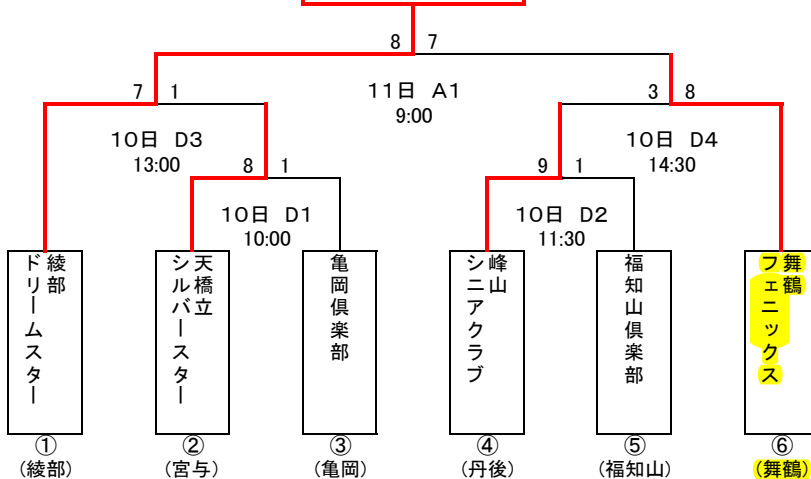 8 7
11日 A1
9:00
7 1
10日 D3
13:00
3 8
10日 D4
14:30
8 1
10日 D1
10:00
9 1
10日 D2
11:30
綾部
ドリームスター
天橋立
シルバースター
亀岡倶楽部
峰山
シニアクラブ
福知山倶楽部
舞鶴
フェニックス
①
(綾部)
②
(宮与)
③
(亀岡)
④
(丹後)
⑤
(福知山)
⑥
(舞鶴)